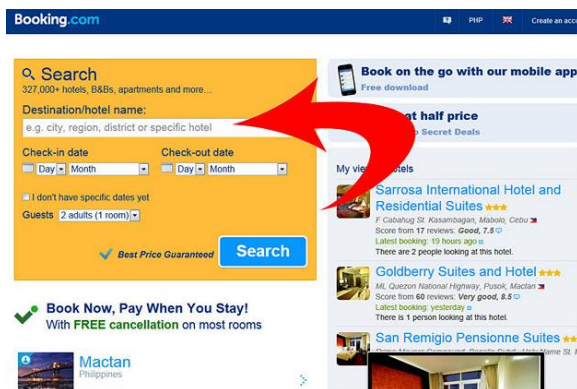 Booking.com
PHP
Create an acc
Search
327,000+ hotels, B&Bs, apartments and more...
Destination/hotel name:
e.g. city, region, district or specific hotel
Check-in date
Check-out date
Day
Month
Day
Month
I don't have specific dates yet
Guests
2 adults (1 room)
Best Price Guaranteed
Search
Book Now, Pay When You Stay!
With FREE cancellation on most rooms
Mactan
Philippines
Book on the go with our mobile app
Free download
at half price
Secret Deals
My
Sarrosa International Hotel and
Residential Suites
F Cabahug St. Kasambagan, Mabolo, Cebu
Score from 17 reviews: Good, 7.5
Latest booking: 19 hours ago
There are 2 people looking at this hotel.
Goldberry Suites and Hotel
ML Quezon National Highway, Pusok, Mactan
Score from 60 reviews: Very good, 8.5
Latest booking: yesterday
There is 1 person looking at this hotel.
San Remigio Pensionne Suites